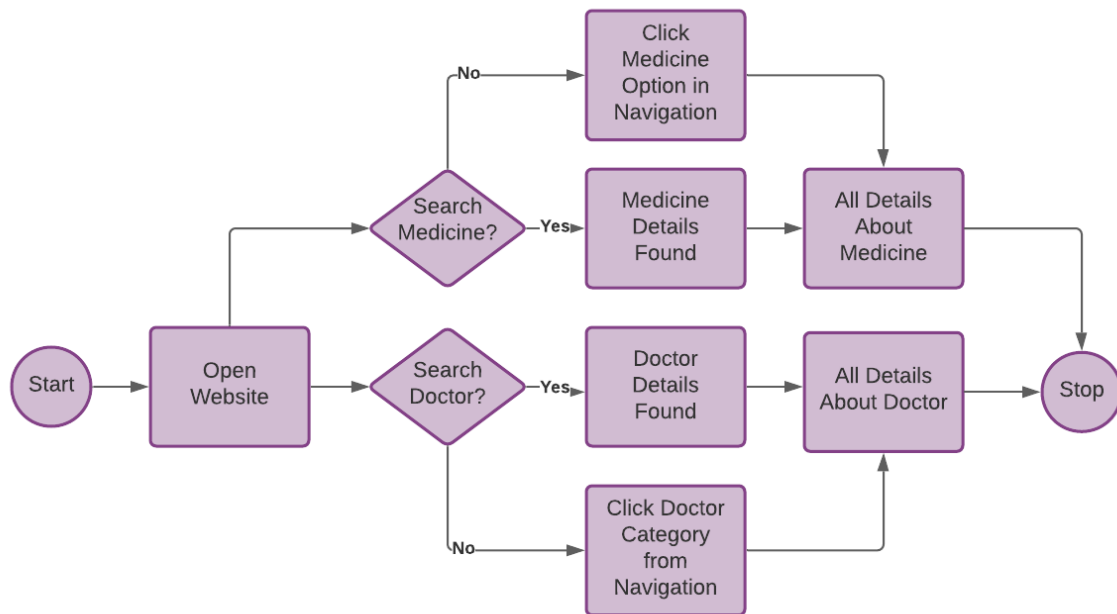 Click
Medicine
Option in
Navigation
No
Search
Medicine?
Yes
Medicine
Details
Found
All Details
About
Medicine
Start
Open
Website
Search
Doctor?
Yes
Doctor
Details
Found
All Details
About Doctor
Stop
No
Click Doctor
Category
from
Navigation